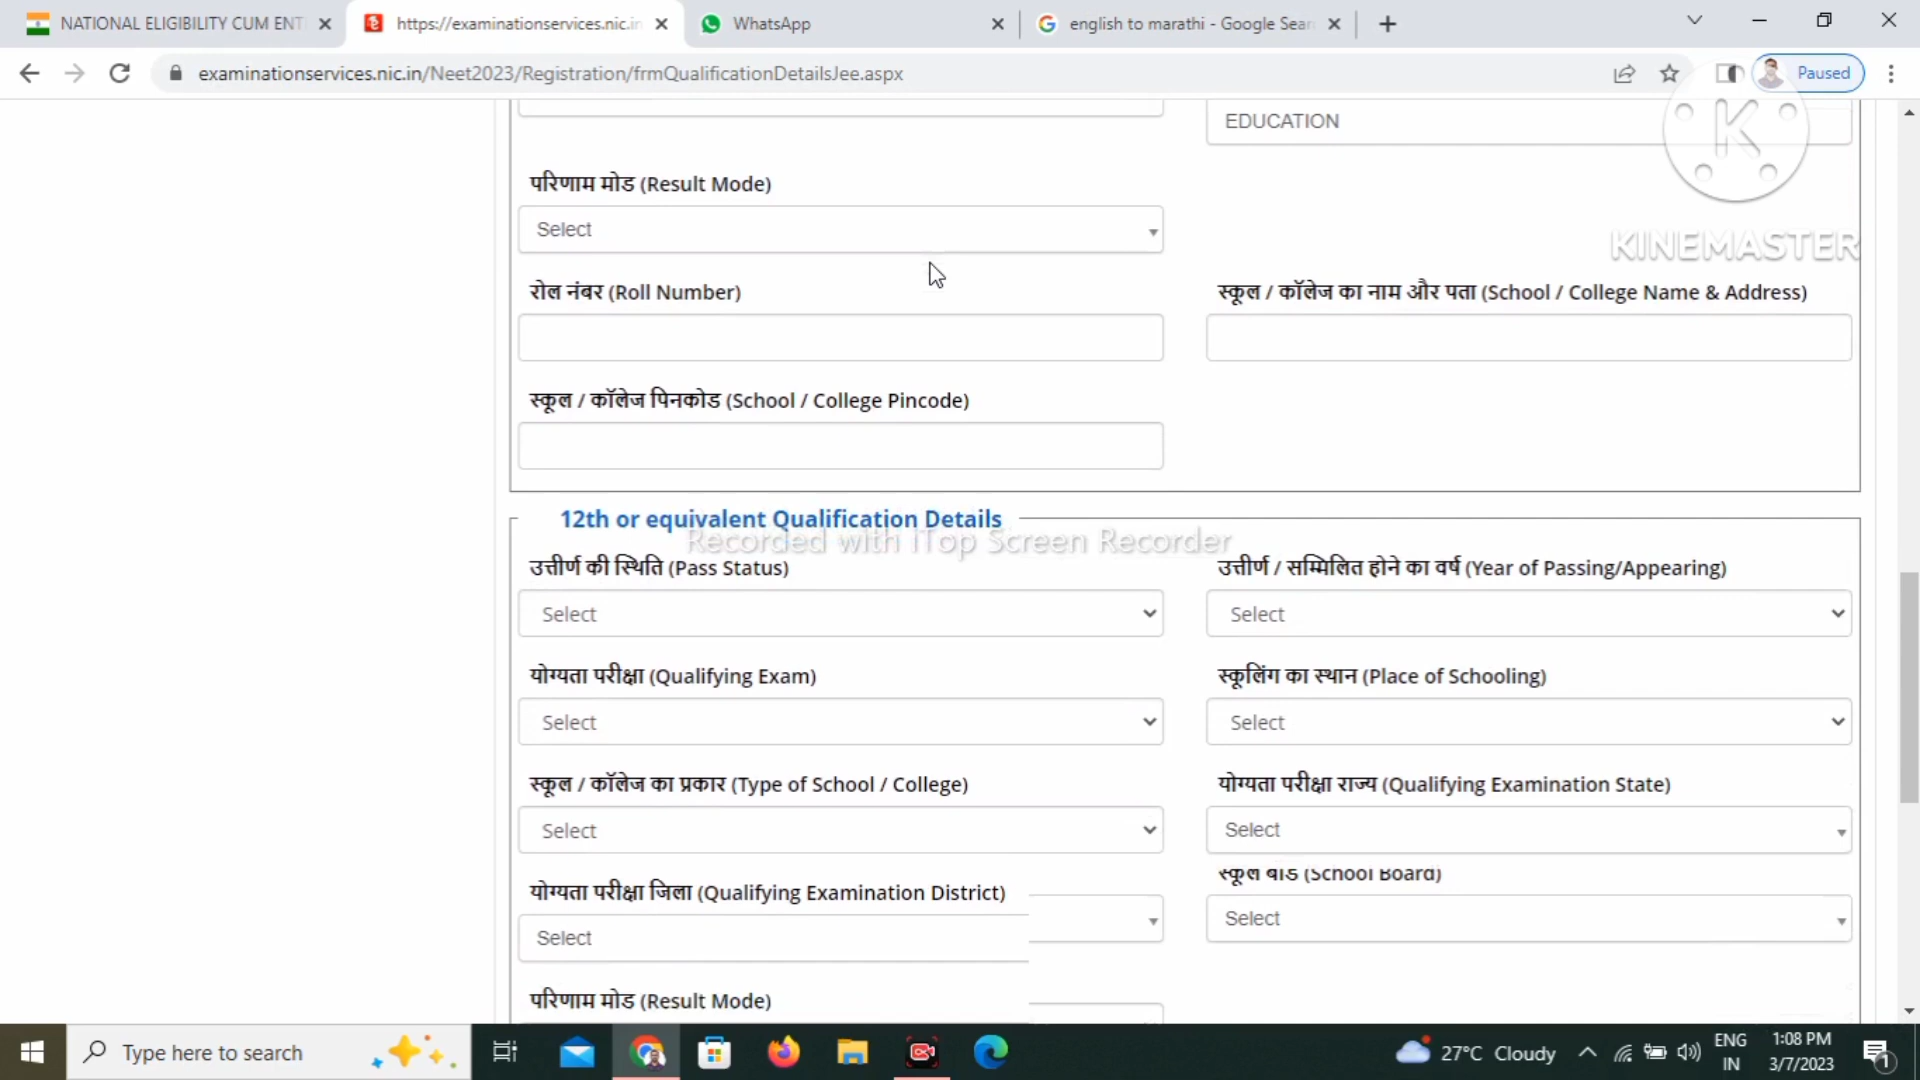 NATIONAL ELIGIBILITY CUM ENT
https://examinationservices.nic.in
WhatsApp
english to marathi - Google Sear
examinationservices.nic.in/Neet2023/Registration/frmQualificationDetailsJee.aspx
Paused
EDUCATION
K
KINEMASTER
परिणाम मोड (Result Mode)
Select
रोल नंबर (Roll Number)
स्कूल / कॉलेज का नाम और पता (School / College Name & Address)
स्कूल / कॉलेज पिनकोड (School / College Pincode)
12th or equivalent Qualification Details
Recorded with iTop Screen Recorder
उत्तीर्ण की स्थिति (Pass Status)
उत्तीर्ण / सम्मिलित होने का वर्ष (Year of Passing/Appearing)
Select
Select
योग्यता परीक्षा (Qualifying Exam)
स्कूलिंग का स्थान (Place of Schooling)
Select
Select
स्कूल / कॉलेज का प्रकार (Type of School / College)
योग्यता परीक्षा राज्य (Qualifying Examination State)
Select
Select
योग्यता परीक्षा जिला (Qualifying Examination District)
स्कूल बोर्ड (School Board)
Select
Select
परिणाम मोड (Result Mode)
Type here to search
27°C Cloudy
ENG
IN
1:08 PM
3/7/2023
1